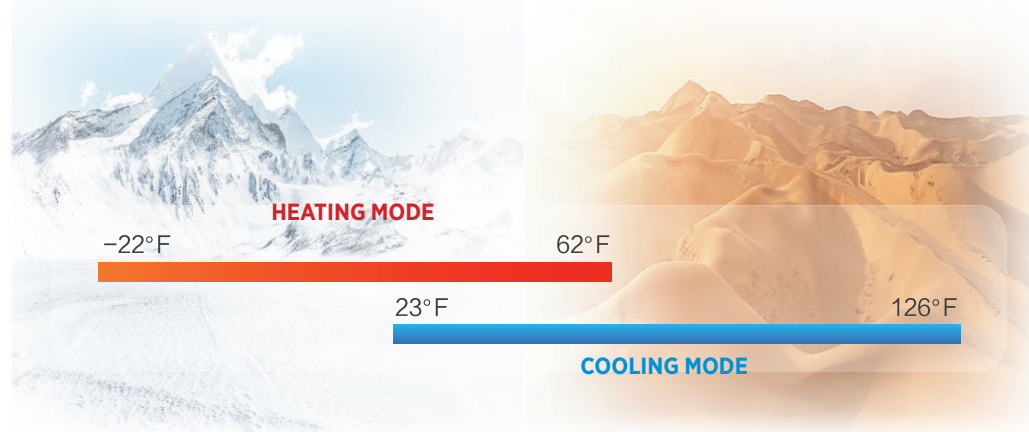 HEATING MODE
−22°F
62°F
23°F
126°F
COOLING MODE